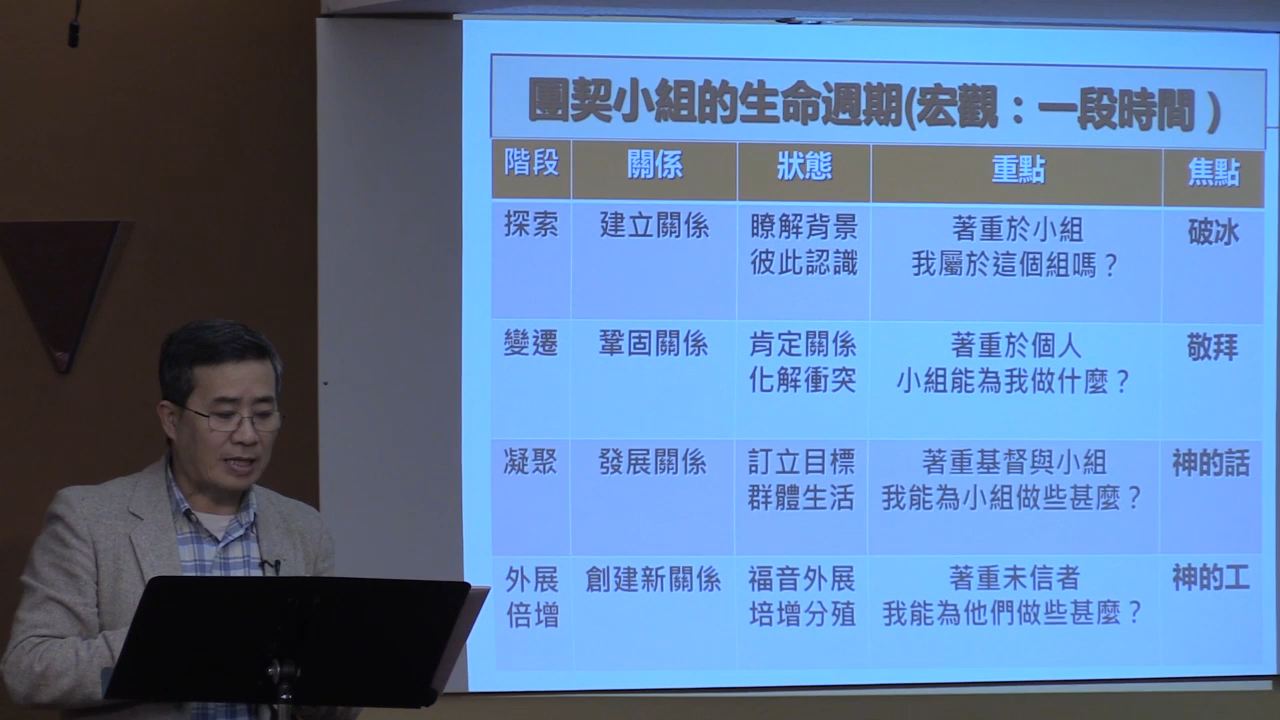 團契小組的生命週期(宏觀：一段時間)
階段 關係 狀態 重點 焦點
探索 建立關係 瞭解背景 著重於小組 破冰
彼此認識 我屬於這個組嗎？
變遷 鞏固關係 肯定關係 著重於個人 敬拜
化解衝突 小組能為我做什麼？
凝聚 發展關係 訂立目標 著重基督與小組 神的話
群體生活 我能為小組做些甚麼？
外展 創建新關係 福音外展 著重未信者 神的工
倍增 培增分殖 我能為他們做些甚麼？